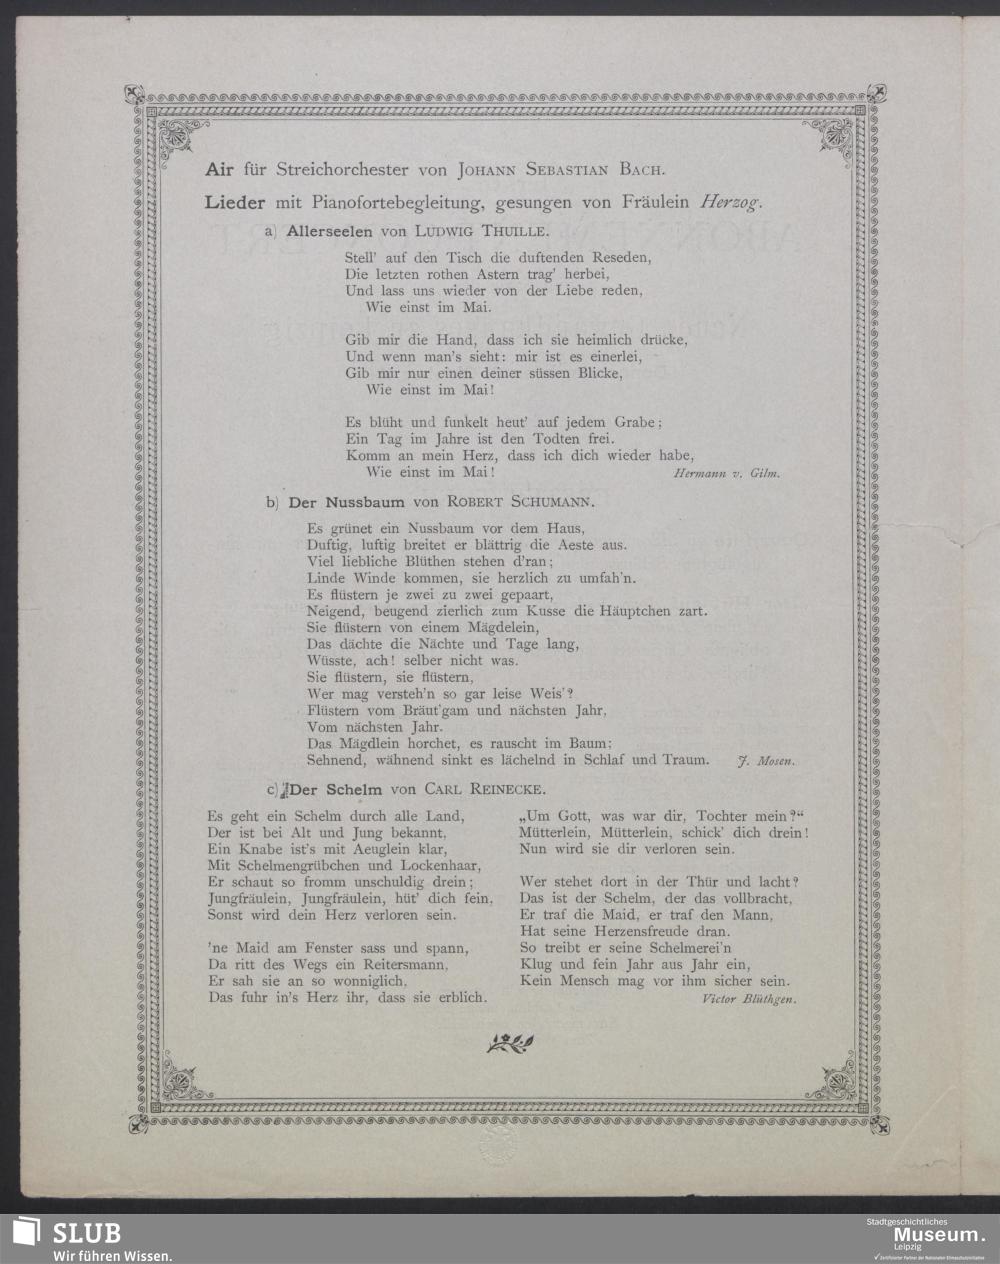 Air für Streichorchester von JOHANN SEBASTIAN BACH.
Lieder mit Pianofortebegleitung, gesungen von Fräulein Herzog.
a) Allerseelen von LUDWIG THUILLE.
Stell' auf den Tisch die duftenden Reseden,
Die letzten rothen Astern trag' herbei,
Und lass uns wieder von der Liebe reden,
Wie einst im Mai.
Gib mir die Hand, dass ich sie heimlich drücke,
Und wenn man's sieht: mir ist es einerlei,
Gib mir nur einen deiner süssen Blicke,
Wie einst im Mai!
Es blüht und funkelt heut' auf jedem Grabe;
Ein Tag im Jahre ist den Todten frei.
Komm an mein Herz, dass ich dich wieder habe,
Wie einst im Mai! Hermann v. Gilm.
b) Der Nussbaum von ROBERT SCHUMANN.
Es grünet ein Nussbaum vor dem Haus,
Duftig, luftig breitet er blättrig die Aeste aus.
Viel liebliche Blüthen stehen d'ran;
Linde Winde kommen, sie herzlich zu umfah'n.
Es flüstern je zwei zu zwei gepaart,
Neigend, beugend zierlich zum Kusse die Häuptchen zart.
Sie flüstern von einem Mägdelein,
Das dächte die Nächte und Tage lang,
Wüsste, ach! selber nicht was.
Sie flüstern, sie flüstern,
Wer mag versteh'n so gar leise Weis'?
Flüstern vom Bräut'gam und nächsten Jahr,
Vom nächsten Jahr.
Das Mägdlein horchet, es rauscht im Baum;
Sehnend, wähnend sinkt es lächelnd in Schlaf und Traum. J. Mosen.
c) Der Schelm von CARL REINECKE.
Es geht ein Schelm durch alle Land,
Der ist bei Alt und Jung bekannt,
Ein Knabe ist's mit Aeuglein klar,
Mit Schelmengrübchen und Lockenhaar,
Er schaut so fromm unschuldig drein;
Jungfräulein, Jungfräulein, hüt' dich fein,
Sonst wird dein Herz verloren sein.
'ne Maid am Fenster sass und spann,
Da ritt des Wegs ein Reitersmann,
Er sah sie an so wonniglich,
Das fuhr in's Herz ihr, dass sie erblich.
„Um Gott, was war dir, Tochter mein?“
Mütterlein, Mütterlein, schick' dich drein!
Nun wird sie dir verloren sein.
Wer stehet dort in der Thür und lacht?
Das ist der Schelm, der das vollbracht,
Er traf die Maid, er traf den Mann,
Hat seine Herzensfreude dran.
So treibt er seine Schelmerei'n
Klug und fein Jahr aus Jahr ein,
Kein Mensch mag vor ihm sicher sein.
Victor Blüthgen.
SLUB
Wir führen Wissen.
Stadtgeschichtliches
Museum.
Leipzig
Zertifizierter Partner der Nationalen Klimaschutzinitiative